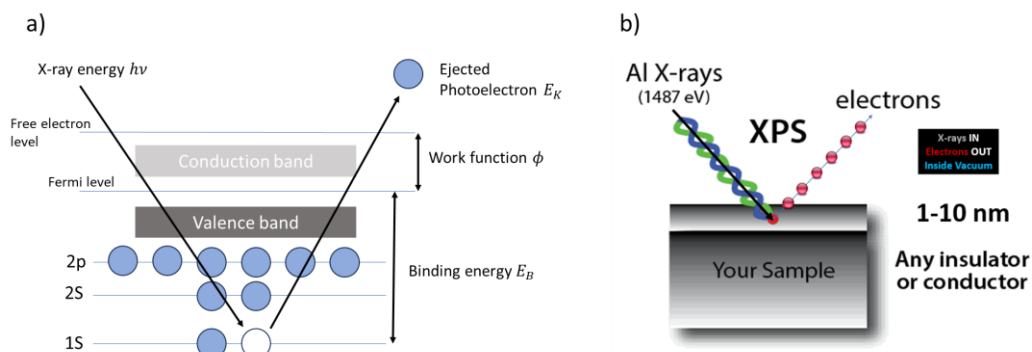 a)
X-ray energy hν
Ejected
Photoelectron E_K
Free electron
level
Conduction band
Work function ϕ
Fermi level
Valence band
2p
Binding energy E_B
2S
1S
b)
Al X-rays
(1487 eV)
XPS
electrons
X-rays IN
Electrons OUT
Inside Vacuum
1-10 nm
Your Sample
Any insulator
or conductor